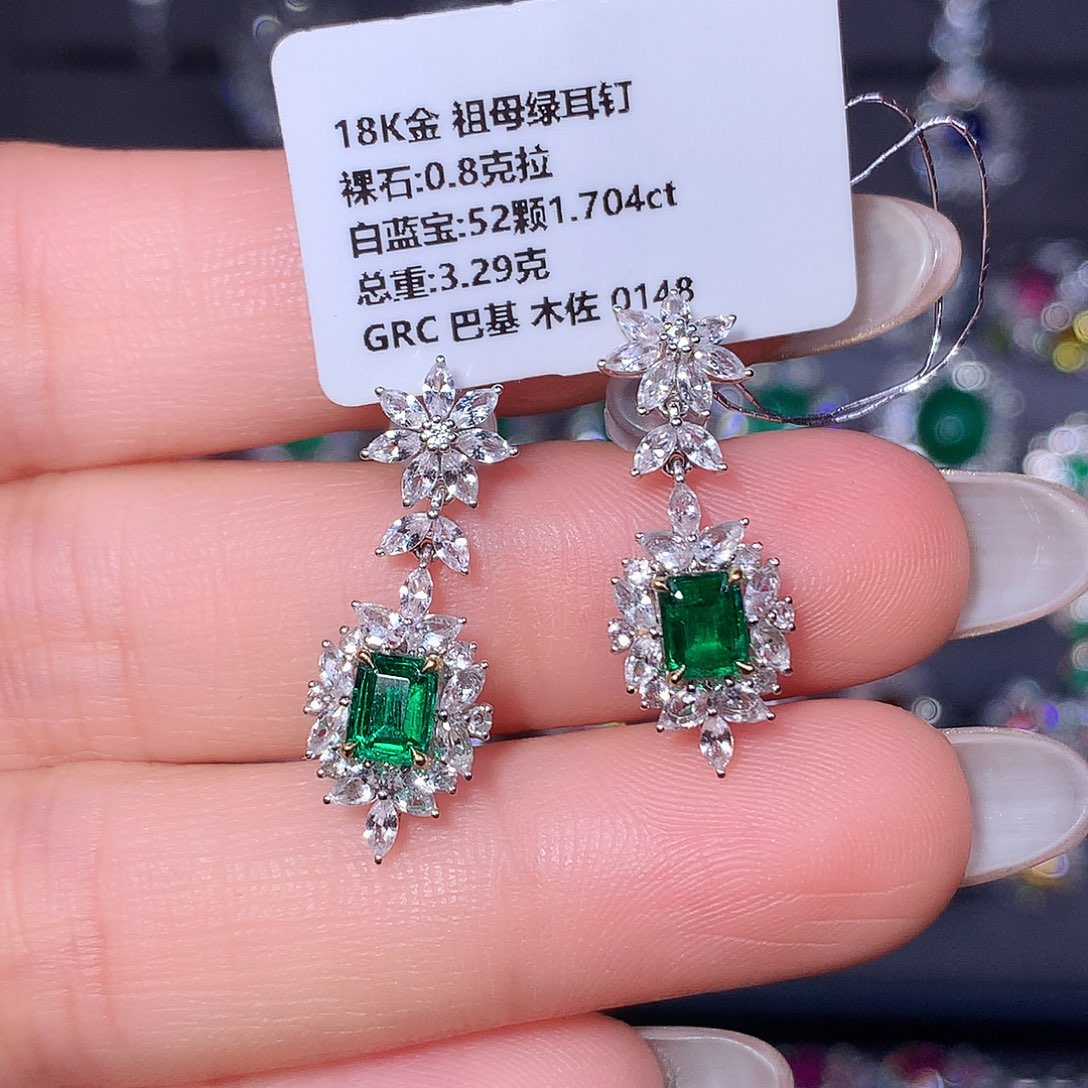 18K金 祖母绿耳钉
裸石:0.8克拉
白蓝宝:52颗1.704ct
总重:3.29克
GRC 巴基 木佐 0148